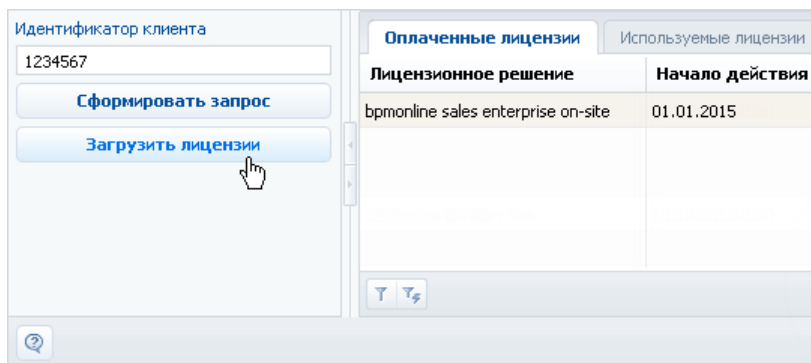 Идентификатор клиента
1234567
Сформировать запрос
Загрузить лицензии
Оплаченные лицензии
Используемые лицензии
Лицензионное решение
Начало действия
bpmonline sales enterprise on-site
01.01.2015